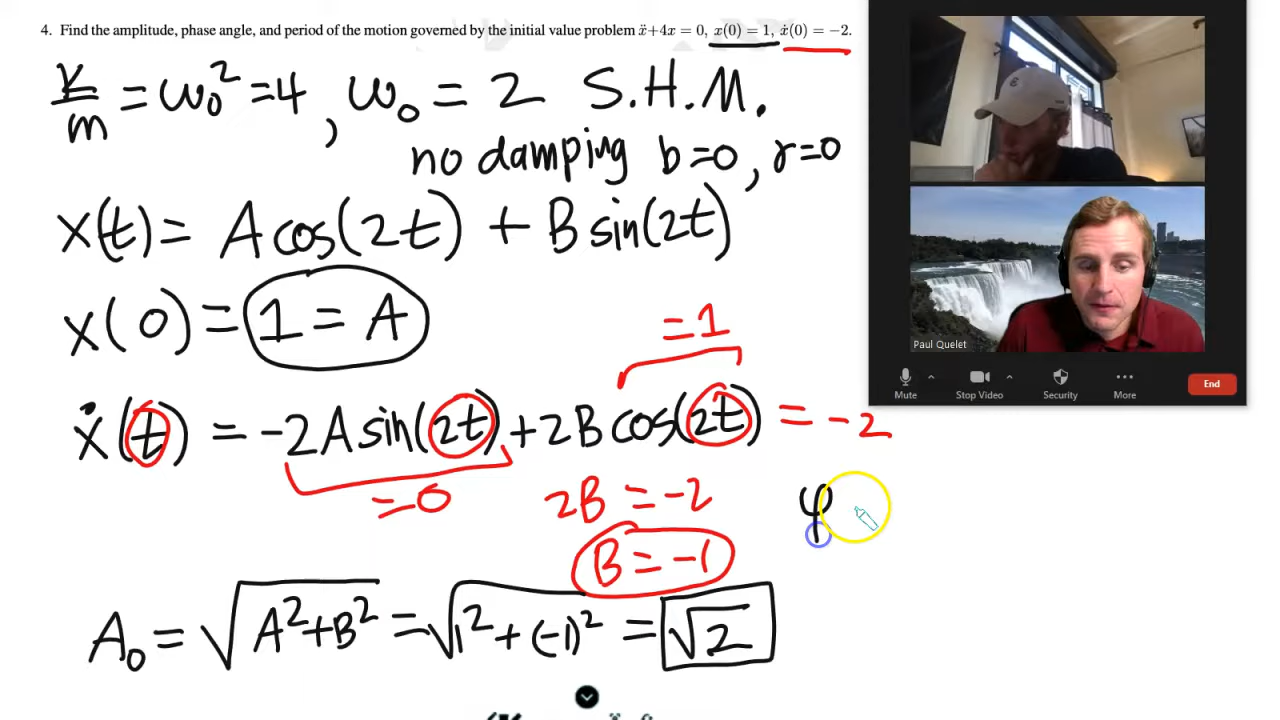 4. Find the amplitude, phase angle, and period of the motion governed by the initial value problem ẍ+4x = 0, x(0) = 1, ẋ(0) = −2.
K/m = ω₀² = 4, ω₀ = 2 S.H.M.
no damping b=0, r=0
x(t) = A cos(2t) + B sin(2t)
x(0) = 1 = A
= 1
ẋ(t) = -2A sin(2t) + 2B cos(2t) = -2
= 0
2B = -2
B = -1
φ
A₀ = √(A²+B²) = √(1²+(-1)²) = √2
Paul Quelet
Mute Stop Video Security More End